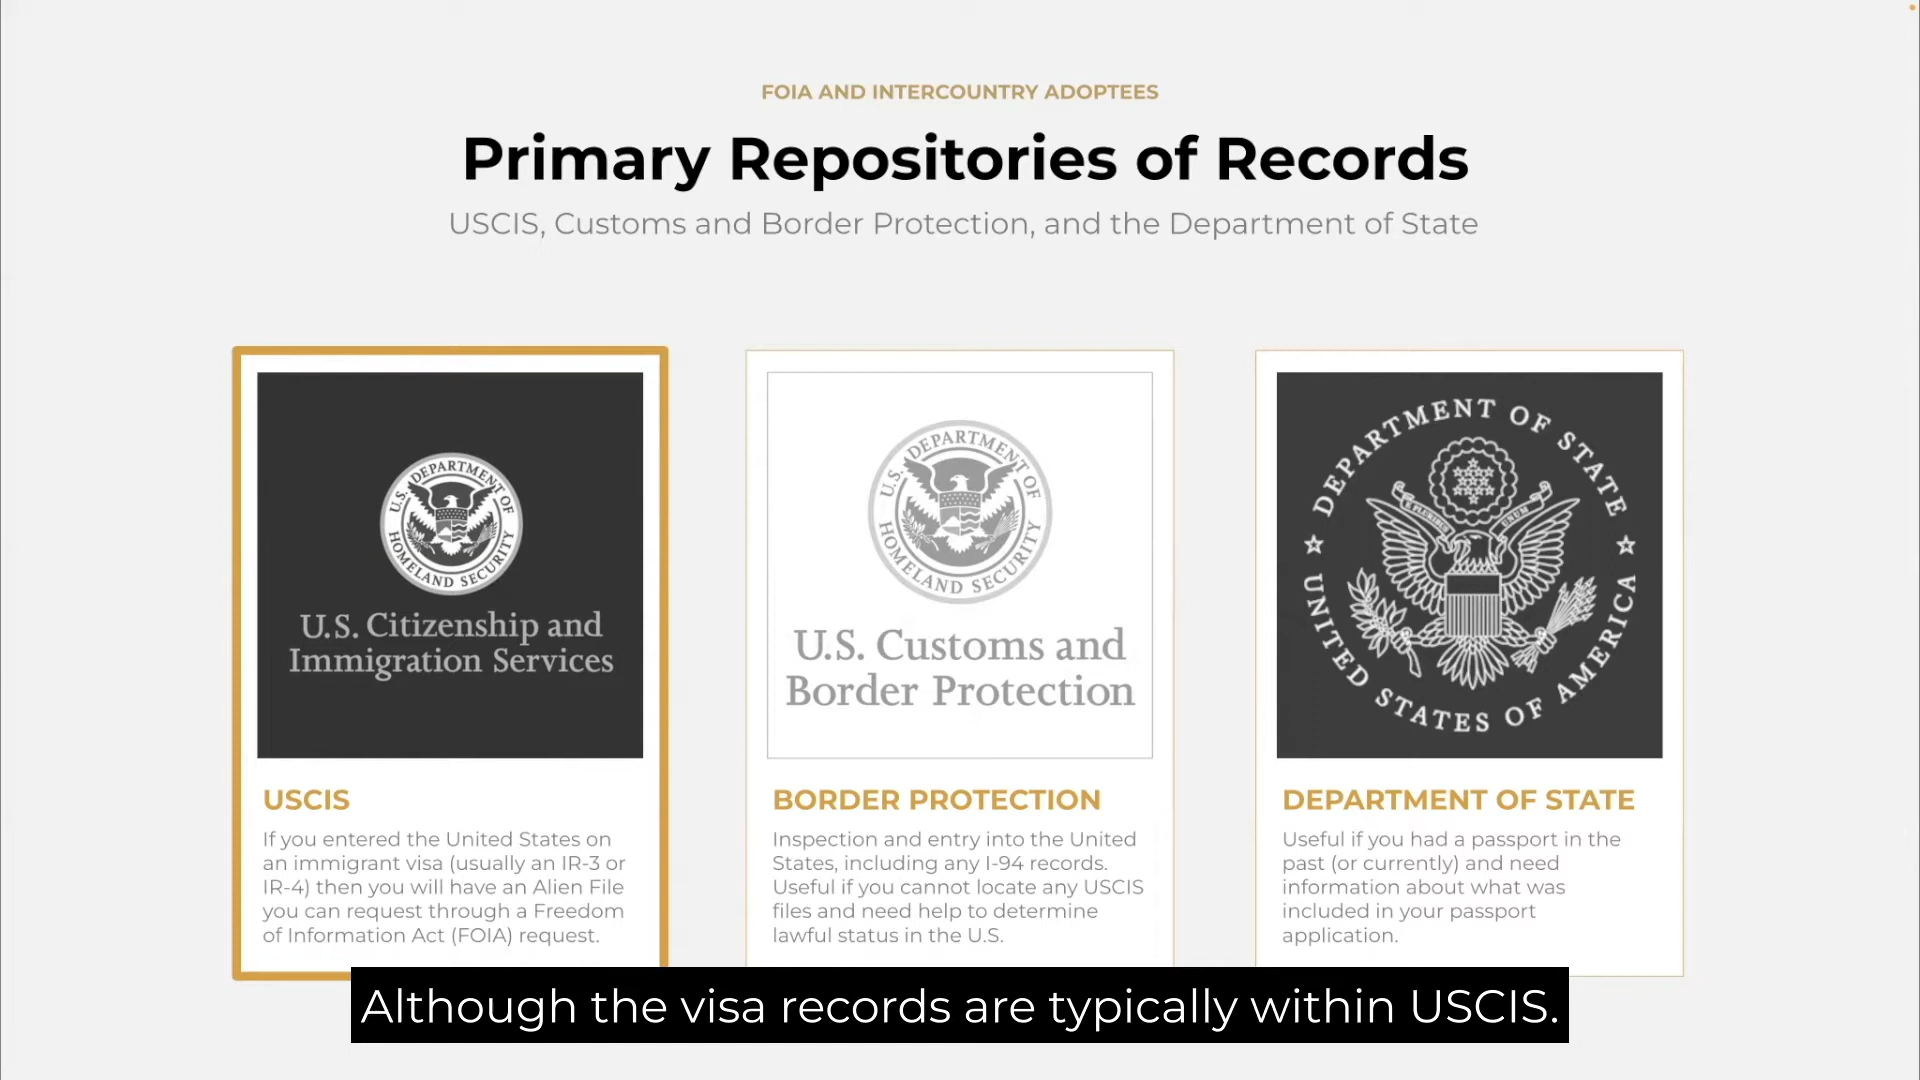 FOIA AND INTERCOUNTRY ADOPTEES
Primary Repositories of Records
USCIS, Customs and Border Protection, and the Department of State
U.S. DEPARTMENT OF
HOMELAND SECURITY
U.S. Citizenship and
Immigration Services
USCIS
If you entered the United States on
an immigrant visa (usually an IR-3 or
IR-4) then you will have an Alien File
you can request through a Freedom
of Information Act (FOIA) request.
U.S. DEPARTMENT OF
HOMELAND SECURITY
U.S. Customs and
Border Protection
BORDER PROTECTION
Inspection and entry into the United
States, including any I-94 records.
Useful if you cannot locate any USCIS
files and need help to determine
lawful status in the U.S.
DEPARTMENT OF STATE
E PLURIBUS UNUM
UNITED STATES OF AMERICA
DEPARTMENT OF STATE
Useful if you had a passport in the
past (or currently) and need
information about what was
included in your passport
application.
Although the visa records are typically within USCIS.